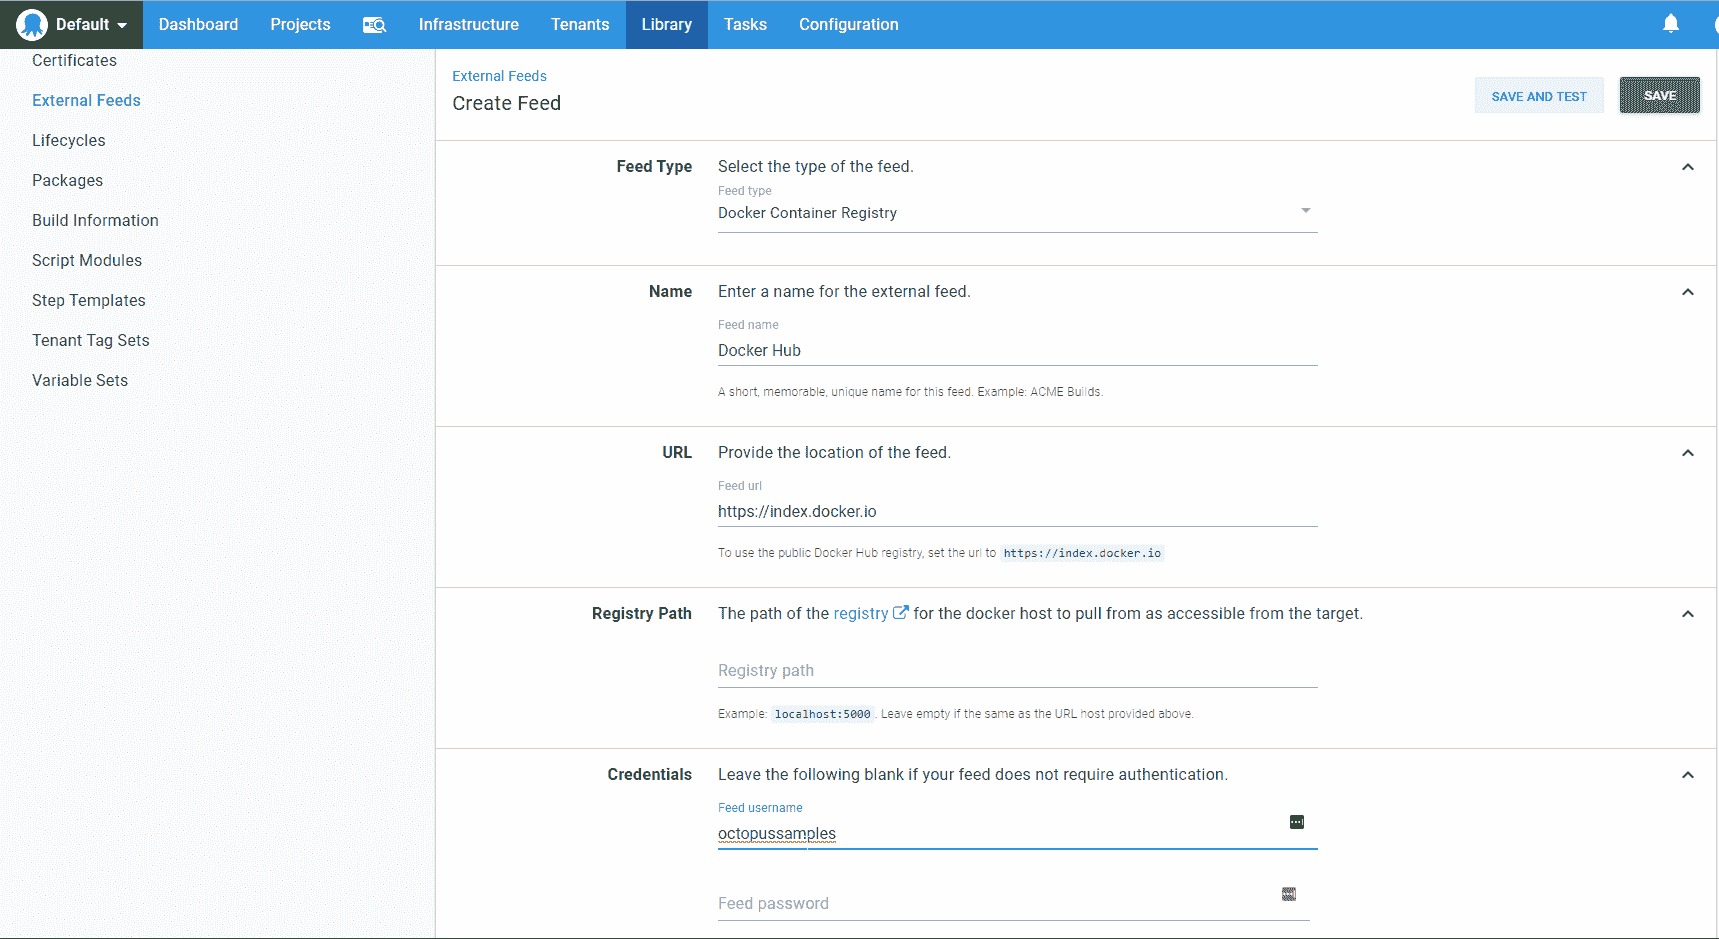 Default Dashboard Projects Infrastructure Tenants Library Tasks Configuration
Certificates
External Feeds
Lifecycles
Packages
Build Information
Script Modules
Step Templates
Tenant Tag Sets
Variable Sets
External Feeds
Create Feed
SAVE AND TEST SAVE
Feed Type Select the type of the feed.
Feed type
Docker Container Registry
Name Enter a name for the external feed.
Feed name
Docker Hub
A short, memorable, unique name for this feed. Example: ACME Builds.
URL Provide the location of the feed.
Feed url
https://index.docker.io
To use the public Docker Hub registry, set the url to https://index.docker.io
Registry Path The path of the registry for the docker host to pull from as accessible from the target.
Registry path
Example: localhost:5000. Leave empty if the same as the URL host provided above.
Credentials Leave the following blank if your feed does not require authentication.
Feed username
octopussamples
Feed password